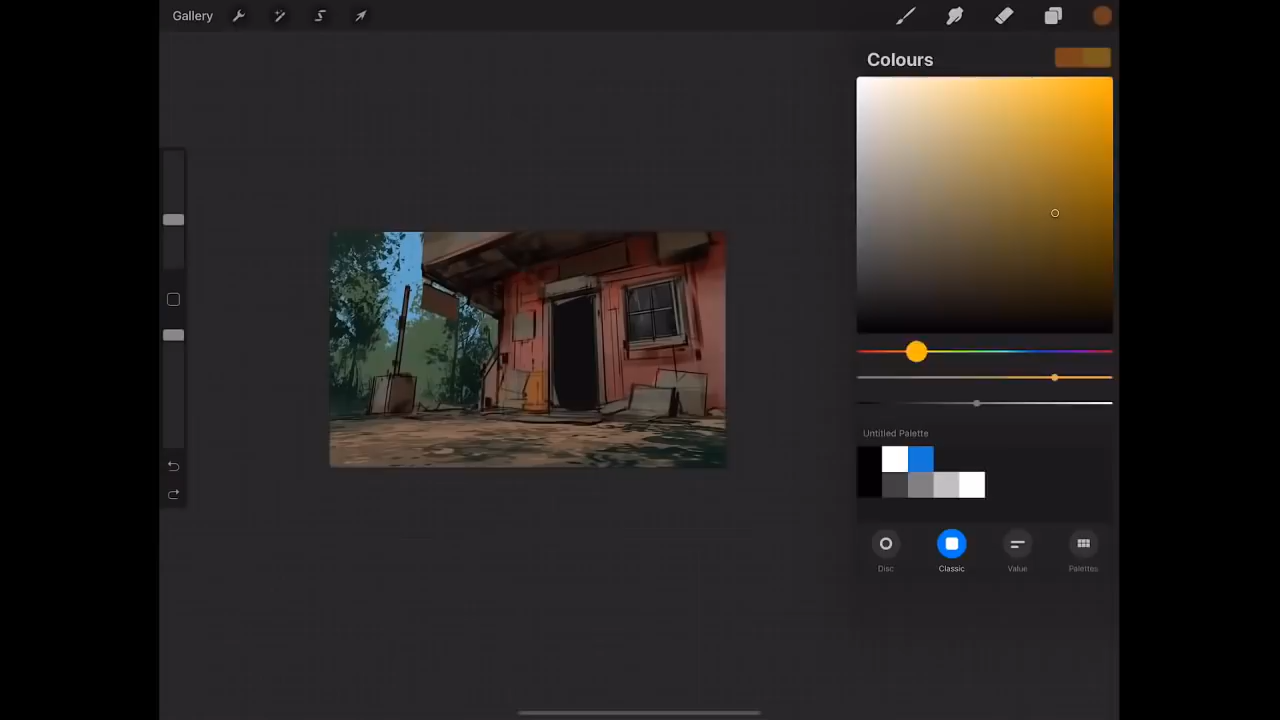 Gallery
Colours
Untitled Palette
Disc
Classic
Value
Palettes